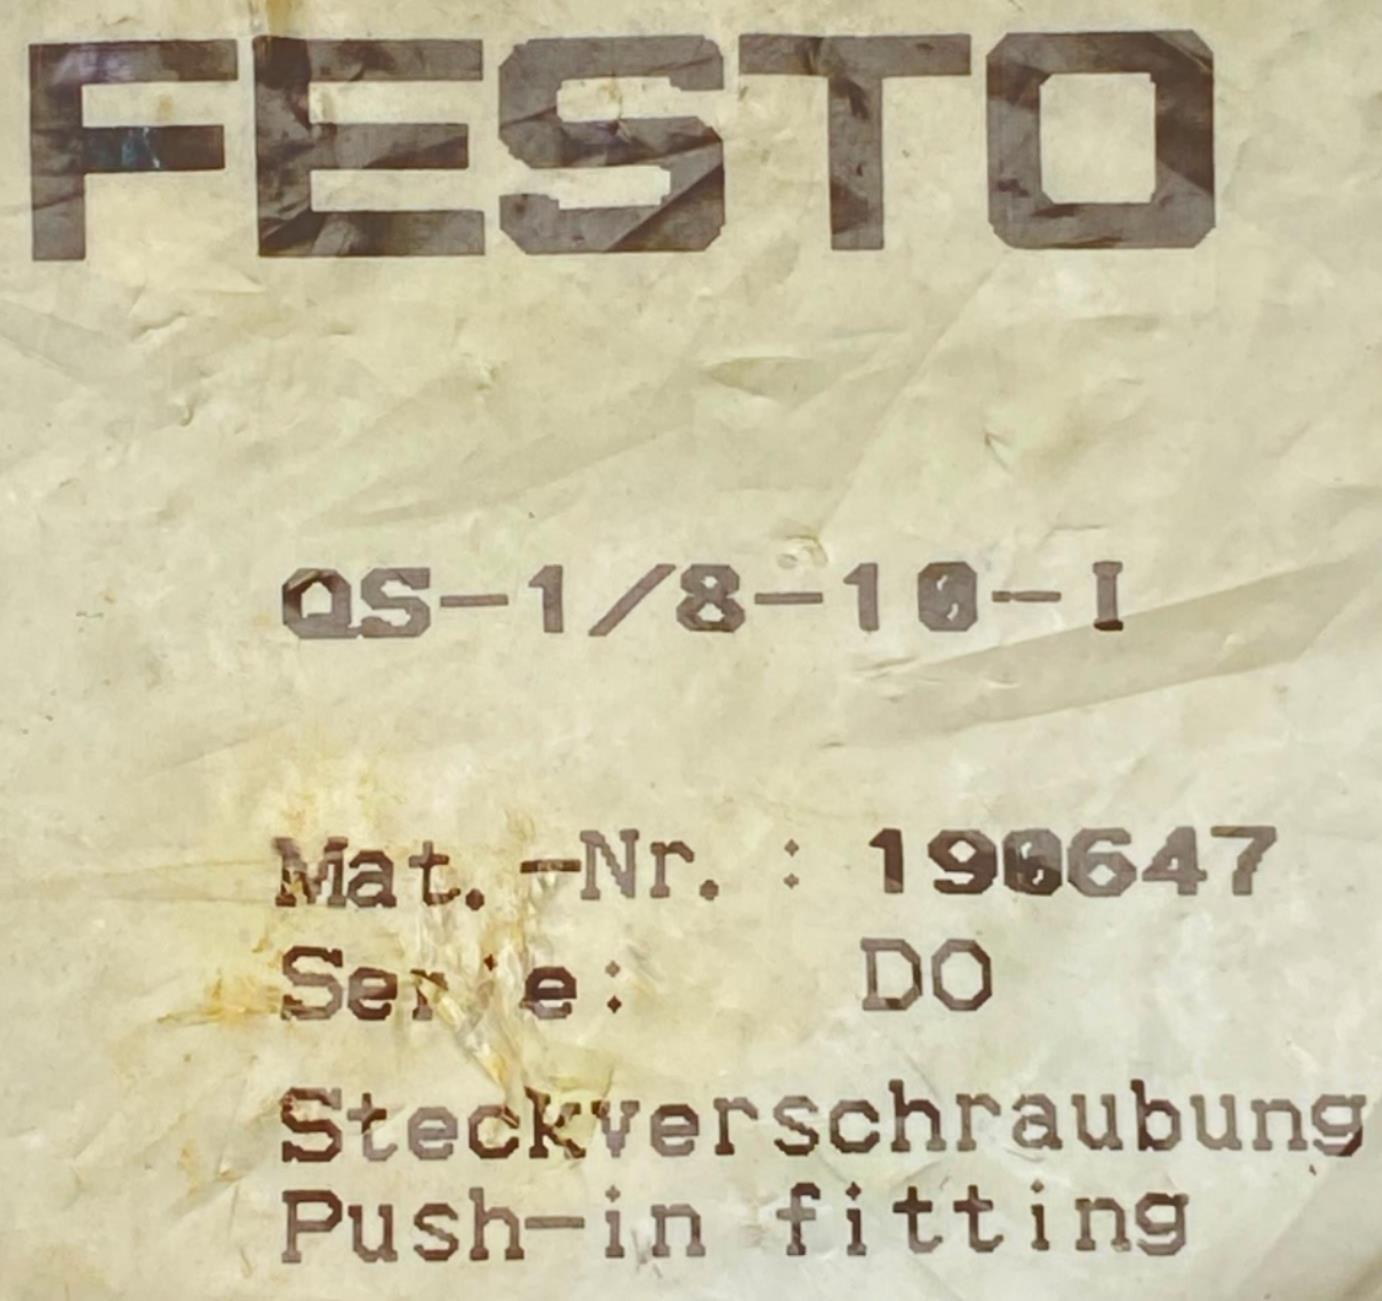 FESTO
QS-1/8-10-I
Mat.-Nr.: 190647
Serie: DO
Steckverschraubung
Push-in fitting